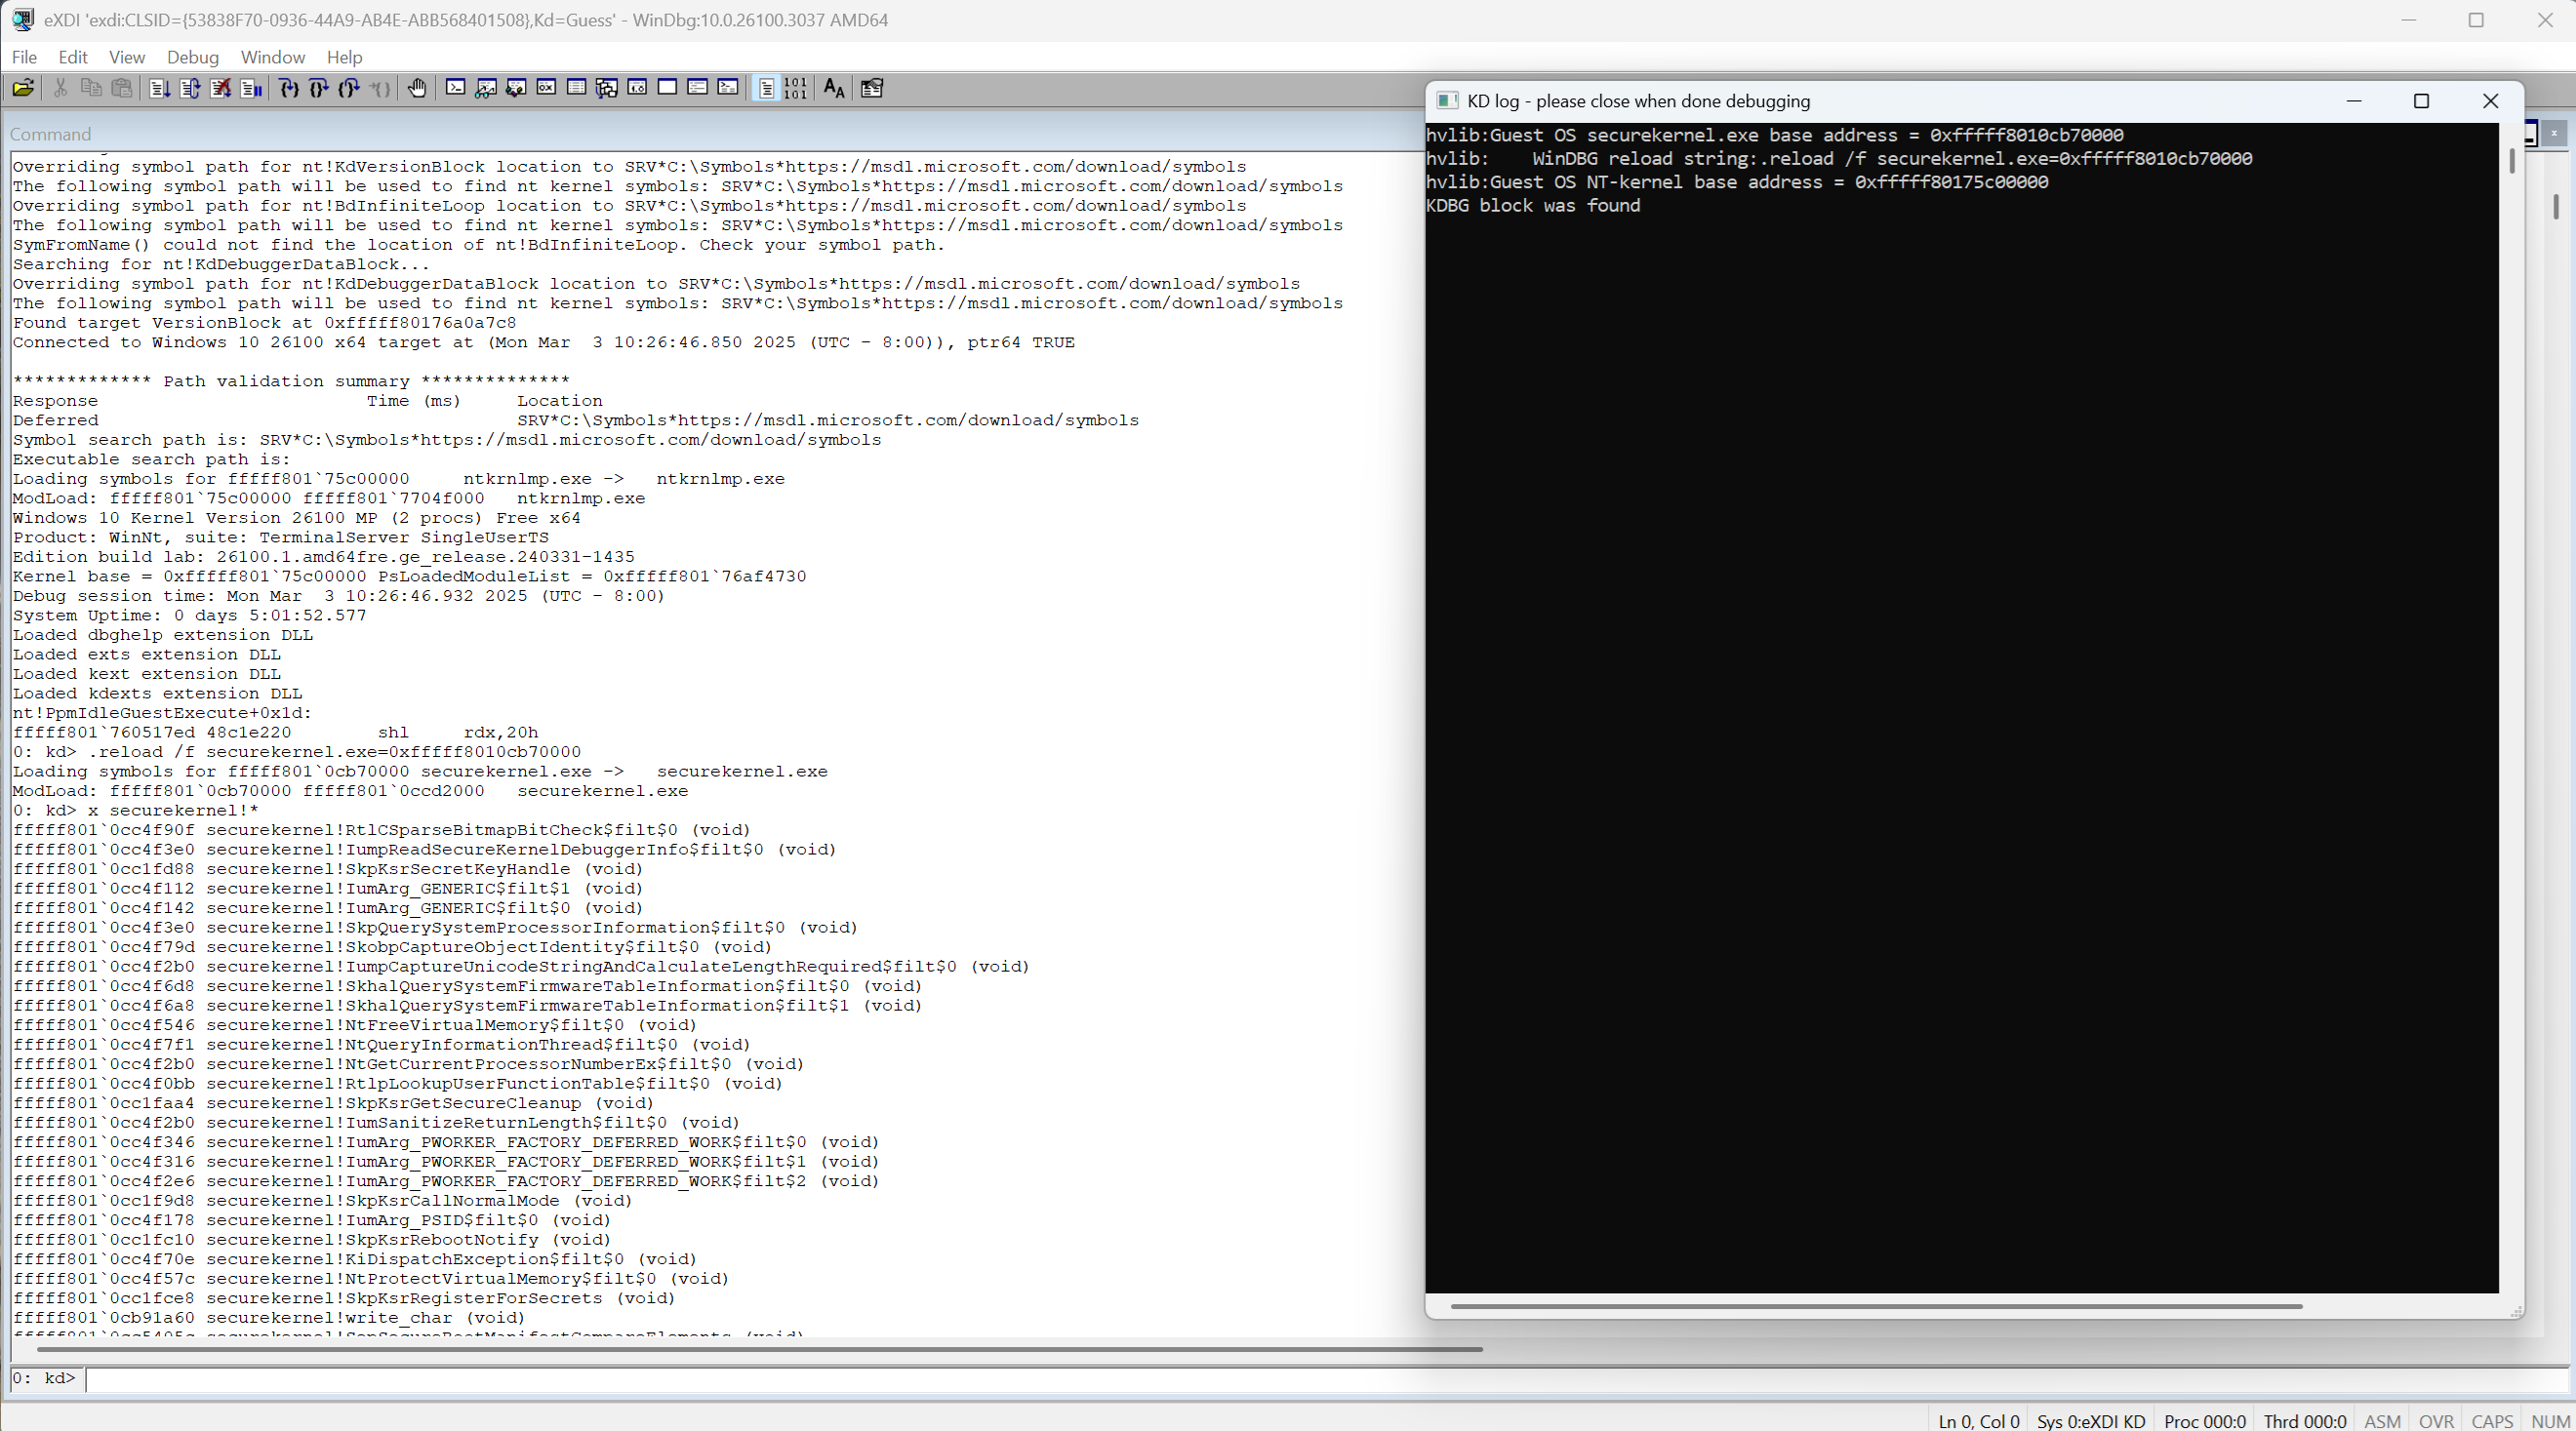 eXDI 'exdi:CLSID={53838F70-0936-44A9-AB4E-ABB568401508},Kd=Guess' - WinDbg:10.0.26100.3037 AMD64
File Edit View Debug Window Help
Command
Overriding symbol path for nt!KdVersionBlock location to SRV*C:\Symbols*https://msdl.microsoft.com/download/symbols
The following symbol path will be used to find nt kernel symbols: SRV*C:\Symbols*https://msdl.microsoft.com/download/symbols
Overriding symbol path for nt!BdInfiniteLoop location to SRV*C:\Symbols*https://msdl.microsoft.com/download/symbols
The following symbol path will be used to find nt kernel symbols: SRV*C:\Symbols*https://msdl.microsoft.com/download/symbols
SymFromName() could not find the location of nt!BdInfiniteLoop. Check your symbol path.
Searching for nt!KdDebuggerDataBlock...
Overriding symbol path for nt!KdDebuggerDataBlock location to SRV*C:\Symbols*https://msdl.microsoft.com/download/symbols
The following symbol path will be used to find nt kernel symbols: SRV*C:\Symbols*https://msdl.microsoft.com/download/symbols
Found target VersionBlock at 0xfffff80176a0a7c8
Connected to Windows 10 26100 x64 target at (Mon Mar  3 10:26:46.850 2025 (UTC - 8:00)), ptr64 TRUE
************* Path validation summary **************
Response                         Time (ms)     Location
Deferred                                       SRV*C:\Symbols*https://msdl.microsoft.com/download/symbols
Symbol search path is: SRV*C:\Symbols*https://msdl.microsoft.com/download/symbols
Executable search path is:
Loading symbols for fffff801`75c00000     ntkrnlmp.exe ->   ntkrnlmp.exe
ModLoad: fffff801`75c00000 fffff801`7704f000   ntkrnlmp.exe
Windows 10 Kernel Version 26100 MP (2 procs) Free x64
Product: WinNt, suite: TerminalServer SingleUserTS
Edition build lab: 26100.1.amd64fre.ge_release.240331-1435
Kernel base = 0xfffff801`75c00000 PsLoadedModuleList = 0xfffff801`76af4730
Debug session time: Mon Mar  3 10:26:46.932 2025 (UTC - 8:00)
System Uptime: 0 days 5:01:52.577
Loaded dbghelp extension DLL
Loaded exts extension DLL
Loaded kext extension DLL
Loaded kdexts extension DLL
nt!PpmIdleGuestExecute+0x1d:
fffff801`760517ed 48c1e220        shl     rdx,20h
0: kd> .reload /f securekernel.exe=0xfffff8010cb70000
Loading symbols for fffff801`0cb70000 securekernel.exe ->   securekernel.exe
ModLoad: fffff801`0cb70000 fffff801`0ccd2000   securekernel.exe
0: kd> x securekernel!*
fffff801`0cc4f90f securekernel!RtlCSparseBitmapBitCheck$filt$0 (void)
fffff801`0cc4f3e0 securekernel!IumpReadSecureKernelDebuggerInfo$filt$0 (void)
fffff801`0cc1fd88 securekernel!SkpKsrSecretKeyHandle (void)
fffff801`0cc4f112 securekernel!IumArg_GENERIC$filt$1 (void)
fffff801`0cc4f142 securekernel!IumArg_GENERIC$filt$0 (void)
fffff801`0cc4f3e0 securekernel!SkpQuerySystemProcessorInformation$filt$0 (void)
fffff801`0cc4f79d securekernel!SkobpCaptureObjectIdentity$filt$0 (void)
fffff801`0cc4f2b0 securekernel!IumpCaptureUnicodeStringAndCalculateLengthRequired$filt$0 (void)
fffff801`0cc4f6d8 securekernel!SkhalQuerySystemFirmwareTableInformation$filt$0 (void)
fffff801`0cc4f6a8 securekernel!SkhalQuerySystemFirmwareTableInformation$filt$1 (void)
fffff801`0cc4f546 securekernel!NtFreeVirtualMemory$filt$0 (void)
fffff801`0cc4f7f1 securekernel!NtQueryInformationThread$filt$0 (void)
fffff801`0cc4f2b0 securekernel!NtGetCurrentProcessorNumberEx$filt$0 (void)
fffff801`0cc4f0bb securekernel!RtlpLookupUserFunctionTable$filt$0 (void)
fffff801`0cc1faa4 securekernel!SkpKsrGetSecureCleanup (void)
fffff801`0cc4f2b0 securekernel!IumSanitizeReturnLength$filt$0 (void)
fffff801`0cc4f346 securekernel!IumArg_PWORKER_FACTORY_DEFERRED_WORK$filt$0 (void)
fffff801`0cc4f316 securekernel!IumArg_PWORKER_FACTORY_DEFERRED_WORK$filt$1 (void)
fffff801`0cc4f2e6 securekernel!IumArg_PWORKER_FACTORY_DEFERRED_WORK$filt$2 (void)
fffff801`0cc1f9d8 securekernel!SkpKsrCallNormalMode (void)
fffff801`0cc4f178 securekernel!IumArg_PSID$filt$0 (void)
fffff801`0cc1fc10 securekernel!SkpKsrRebootNotify (void)
fffff801`0cc4f70e securekernel!KiDispatchException$filt$0 (void)
fffff801`0cc4f57c securekernel!NtProtectVirtualMemory$filt$0 (void)
fffff801`0cc1fce8 securekernel!SkpKsrRegisterForSecrets (void)
fffff801`0cb91a60 securekernel!write_char (void)
0: kd>
KD log - please close when done debugging
hvlib:Guest OS securekernel.exe base address = 0xfffff8010cb70000
hvlib:    WinDBG reload string:.reload /f securekernel.exe=0xfffff8010cb70000
hvlib:Guest OS NT-kernel base address = 0xfffff80175c00000
KDBG block was found
Ln 0, Col 0 Sys 0:eXDI KD Proc 000:0 Thrd 000:0 ASM OVR CAPS NUM